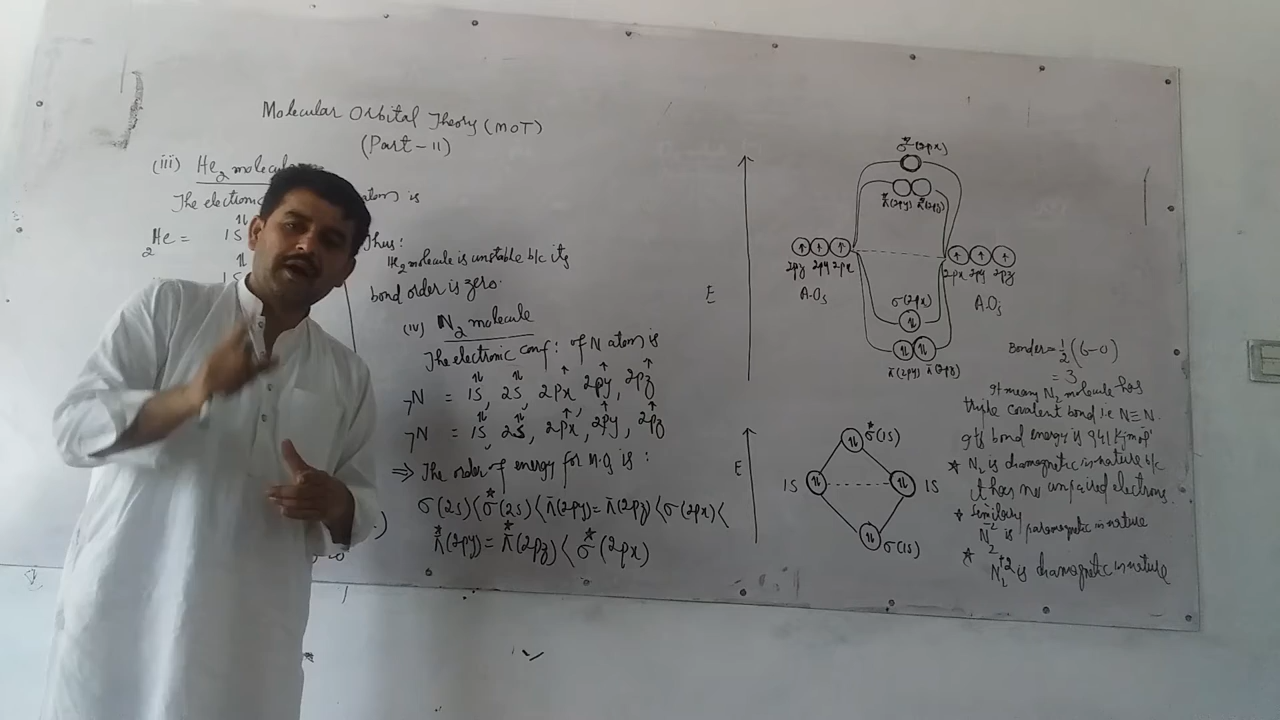 Molecular Orbital Theory (MOT)
(Part-II)
(iii) He2 molecule
The electronic atom is
2He = 1S
1S
Thus:
He2 molecule is unstable b/c its
bond order is zero.
(iv) N2 molecule
The electronic conf: of N atom is
⇅ ⇅ ↑ ↑ ↑
7N = 1S, 2S, 2Px, 2Py, 2Pz
⇅ ⇅ ↑ ↑ ↑
7N = 1S, 2S, 2Px, 2Py, 2Pz
⇒ The order of energy for M.O is:
σ(2S)<σ*(2S)<π(2Py)=π(2Pz)<σ(2Px)<
π*(2Py)=π*(2Pz)<σ*(2Px)
σ*(2Px)
π*(2Py) π*(2Pz)
2Pz 2Py 2Px
A.Os
2Px 2Py 2Pz
A.Os
E
σ(2Px)
π(2Py) π(2Pz)
E
σ*(1S)
1S
1S
σ(1S)
Bonder=1/2(6-0)
= 3
It means N2 molecule has
triple covalent bond i.e N≡N.
Its bond energy is 941 Kjmol-1
* N2 is diamagnetic in nature b/c
it has no unpaired electrons.
* Similary
N2-2 is paramagnetic in nature
* N2+2 is diamagnetic in nature